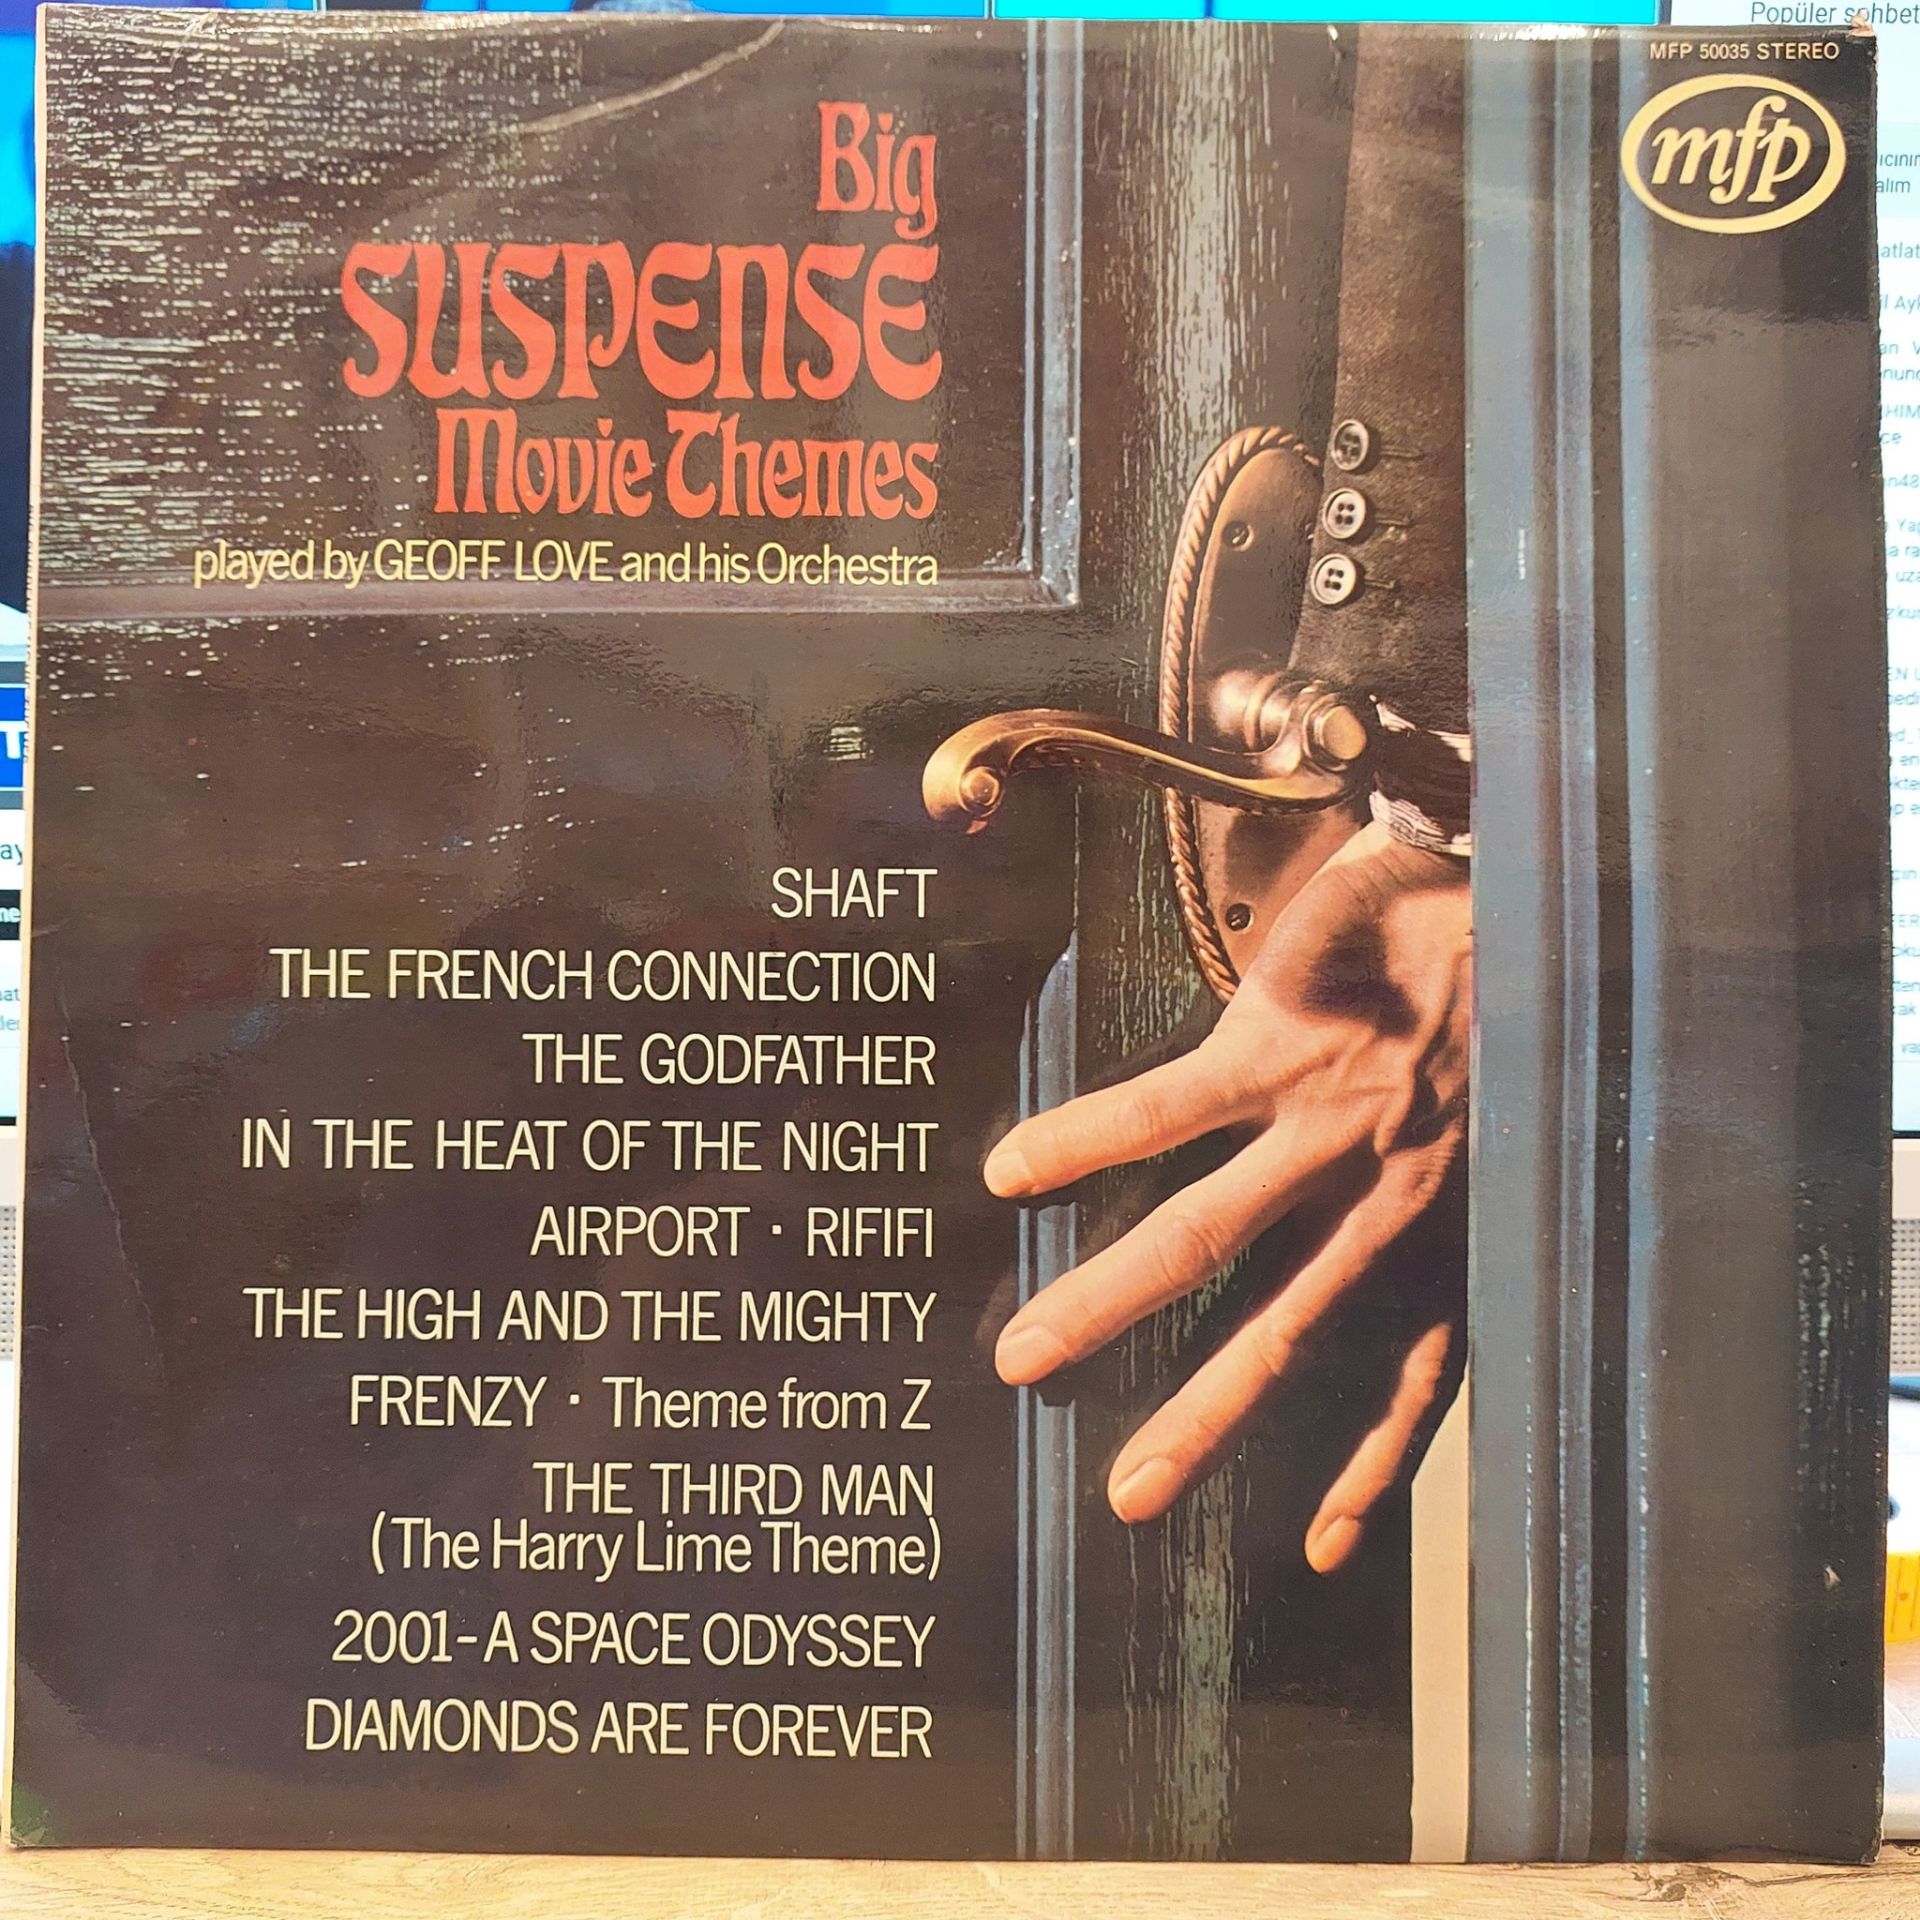 Popüler sohbet
MFP 50035 STEREO
mfp
Big
SUSPENSE
Movie Themes
played by GEOFF LOVE and his Orchestra
SHAFT
THE FRENCH CONNECTION
THE GODFATHER
IN THE HEAT OF THE NIGHT
AIRPORT · RIFIFI
THE HIGH AND THE MIGHTY
FRENZY · Theme from Z
THE THIRD MAN
(The Harry Lime Theme)
2001-A SPACE ODYSSEY
DIAMONDS ARE FOREVER